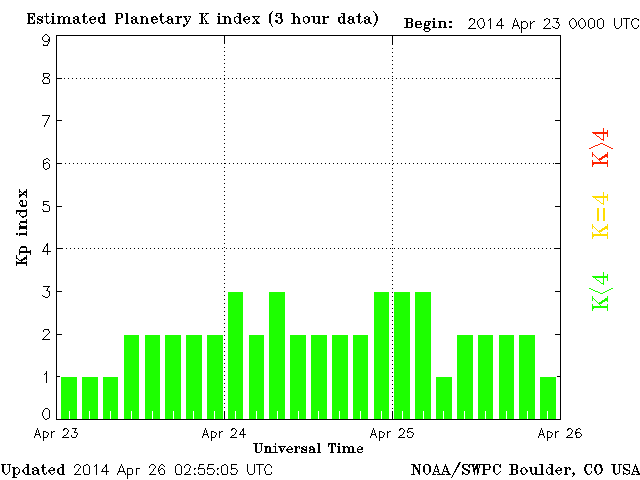 Estimated Planetary K index (3 hour data)
Begin: 2014 Apr 23 0000 UTC
9
8
7
6
5
4
3
2
1
0
Kp index
Apr 23
Apr 24
Apr 25
Apr 26
Universal Time
K>4
K=4
K<4
Updated 2014 Apr 26 02:55:05 UTC
NOAA/SWPC Boulder, CO USA